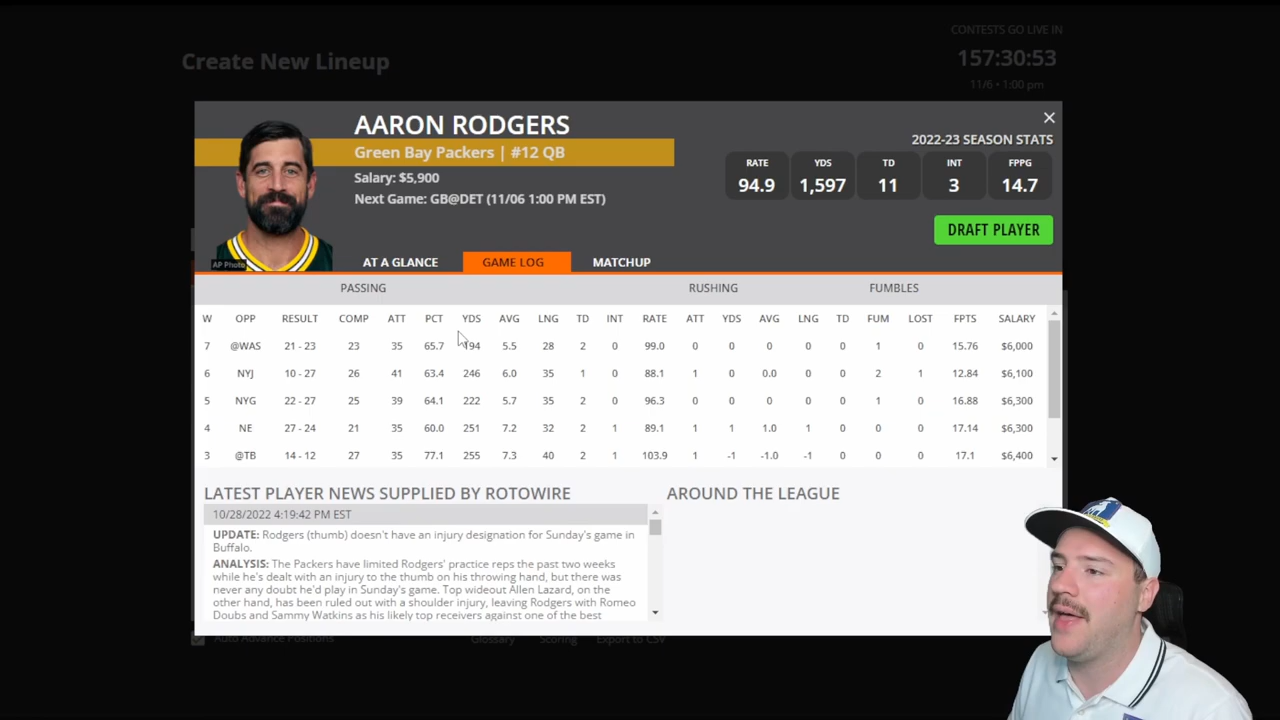 Create New Lineup
CONTESTS GO LIVE IN
157:30:53
11/6 • 1:00 pm
AARON RODGERS
Green Bay Packers | #12 QB
Salary: $5,900
Next Game: GB@DET (11/06 1:00 PM EST)
AP Photo
2022-23 SEASON STATS
RATE YDS TD INT FPPG
94.9 1,597 11 3 14.7
DRAFT PLAYER
AT A GLANCE GAME LOG MATCHUP
PASSING RUSHING FUMBLES
W OPP RESULT COMP ATT PCT YDS AVG LNG TD INT RATE ATT YDS AVG LNG TD FUM LOST FPTS SALARY
7 @WAS 21 - 23 23 35 65.7 194 5.5 28 2 0 99.0 0 0 0 0 0 1 0 15.76 $6,000
6 NYJ 10 - 27 26 41 63.4 246 6.0 35 1 0 88.1 1 0 0.0 0 0 2 1 12.84 $6,100
5 NYG 22 - 27 25 39 64.1 222 5.7 35 2 0 96.3 0 0 0 0 0 1 0 16.88 $6,300
4 NE 27 - 24 21 35 60.0 251 7.2 32 2 1 89.1 1 1 1.0 1 0 0 0 17.14 $6,300
3 @TB 14 - 12 27 35 77.1 255 7.3 40 2 1 103.9 1 -1 -1.0 -1 0 0 0 17.1 $6,400
LATEST PLAYER NEWS SUPPLIED BY ROTOWIRE
10/28/2022 4:19:42 PM EST
UPDATE: Rodgers (thumb) doesn't have an injury designation for Sunday's game in
Buffalo.
ANALYSIS: The Packers have limited Rodgers' practice reps the past two weeks
while he's dealt with an injury to the thumb on his throwing hand, but there was
never any doubt he'd play in Sunday's game. Top wideout Allen Lazard, on the
other hand, has been ruled out with a shoulder injury, leaving Rodgers with Romeo
Doubs and Sammy Watkins as his likely top receivers against one of the best
AROUND THE LEAGUE
Auto Advance Positions Glossary Scoring Export to CSV